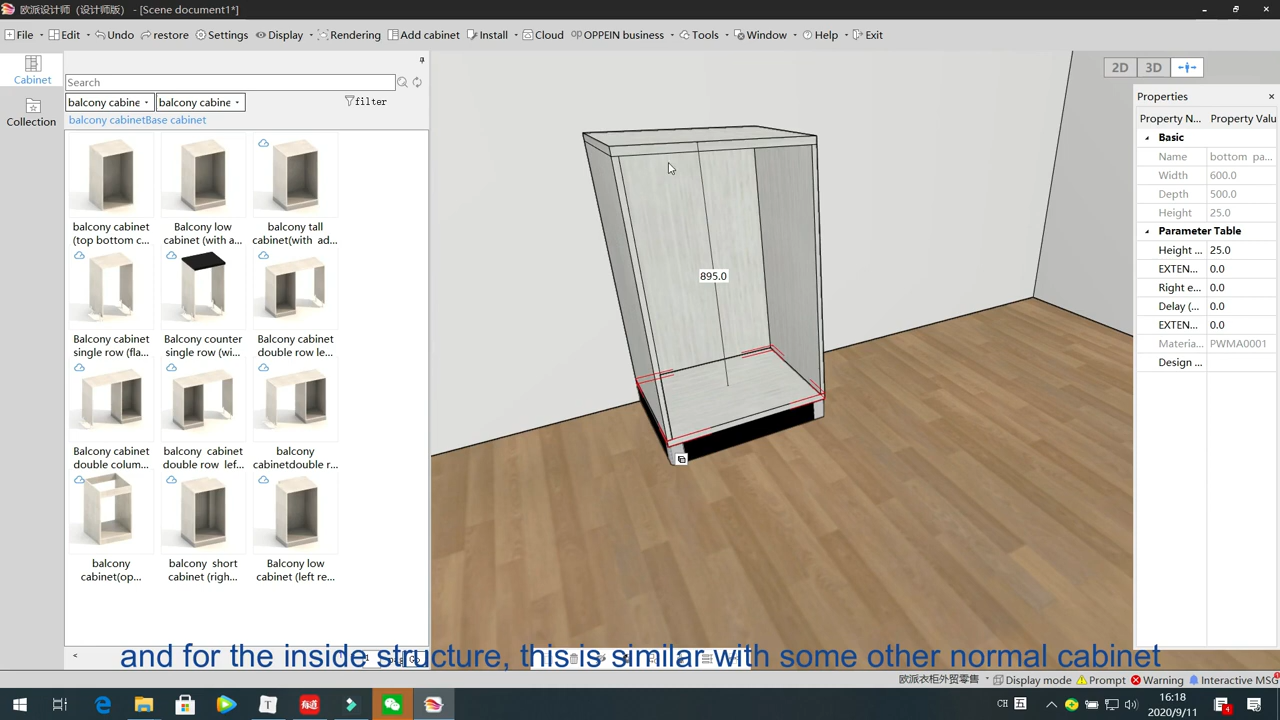 欧派设计师（设计师版） - [Scene document1*]
File Edit Undo restore Settings Display Rendering Add cabinet Install Cloud OP OPPEIN business Tools Window Help Exit
Cabinet
Collection
Search
balcony cabine balcony cabine filter
balcony cabinetBase cabinet
balcony cabinet (top bottom c...
Balcony low cabinet (with a...
balcony tall cabinet(with ad...
Balcony cabinet single row (fla...
Balcony counter single row (wi...
Balcony cabinet double row le...
Balcony cabinet double colum...
balcony cabinet double row lef...
balcony cabinetdouble r...
balcony cabinet(op...
balcony short cabinet (righ...
Balcony low cabinet (left re...
2D 3D
895.0
Properties
Property N... Property Valu
Basic
Name bottom pa...
Width 600.0
Depth 500.0
Height 25.0
Parameter Table
Height ... 25.0
EXTEN... 0.0
Right e... 0.0
Delay (... 0.0
EXTEN... 0.0
Materia... PWMA0001
Design ...
and for the inside structure, this is similar with some other normal cabinet
欧派衣柜外贸零售 Display mode Prompt Warning Interactive MSG
CH 五
16:18
2020/9/11